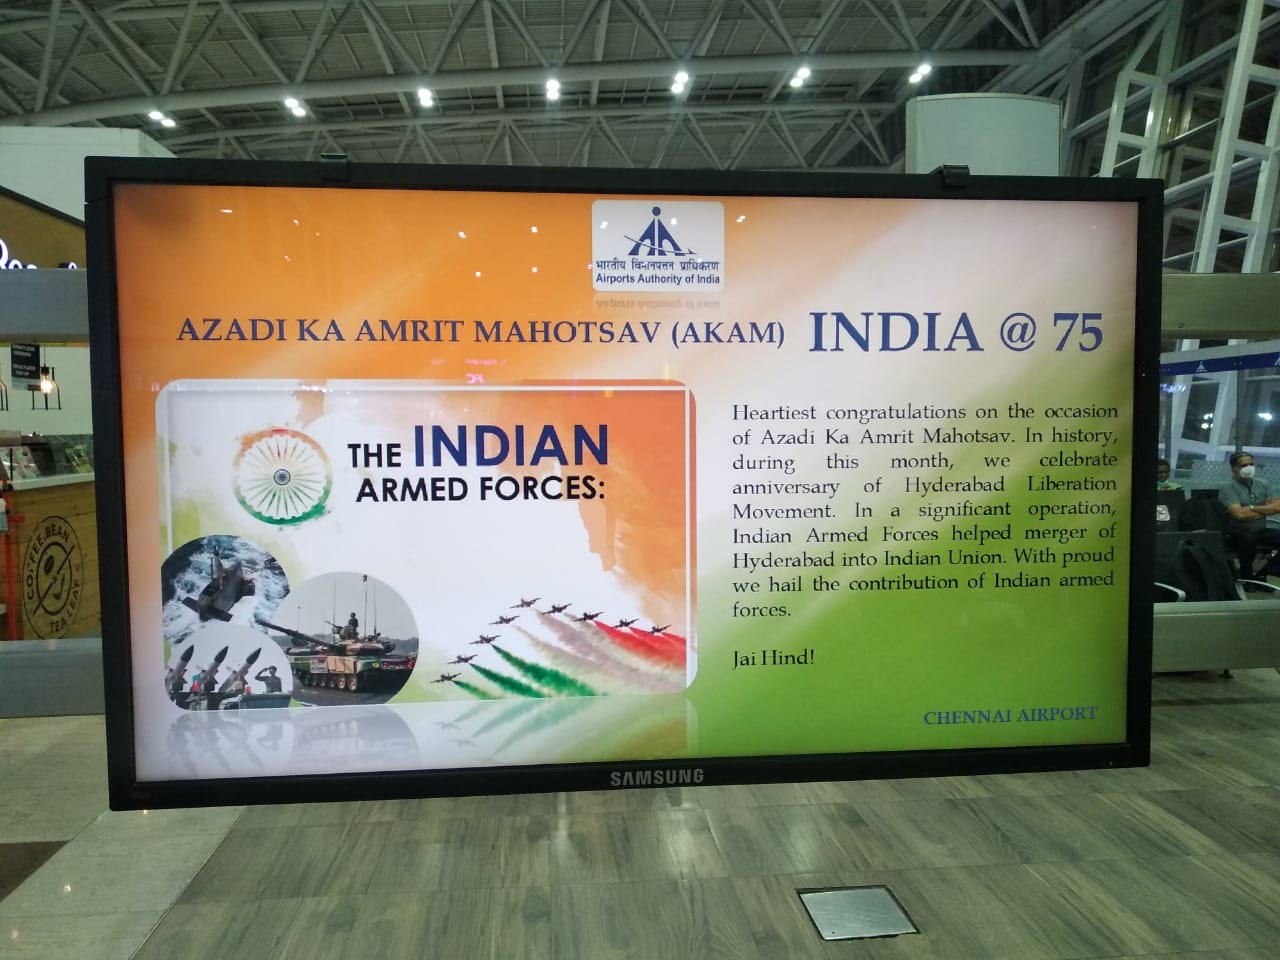 भारतीय विमानपत्तन प्राधिकरण
Airports Authority of India
AZADI KA AMRIT MAHOTSAV (AKAM) INDIA @ 75
THE INDIAN
ARMED FORCES:
Heartiest congratulations on the occasion
of Azadi Ka Amrit Mahotsav. In history,
during this month, we celebrate
anniversary of Hyderabad Liberation
Movement. In a significant operation,
Indian Armed Forces helped merger of
Hyderabad into Indian Union. With proud
we hail the contribution of Indian armed
forces.
Jai Hind!
CHENNAI AIRPORT
SAMSUNG
COFFEE BEAN
TEA LEAF